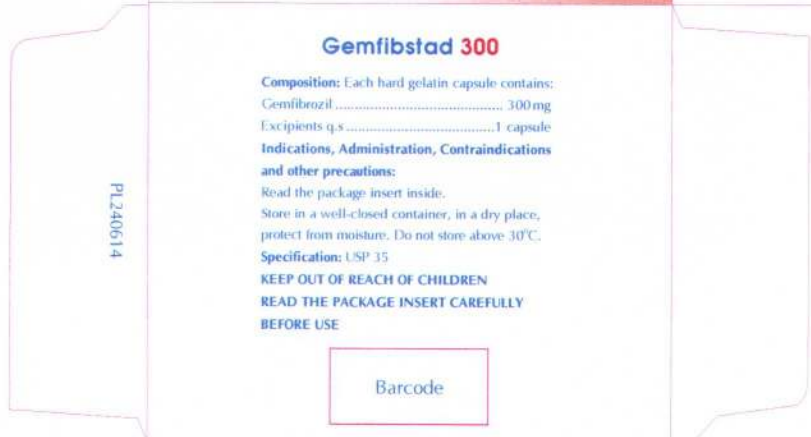 Gemfibstad 300
Composition: Each hard gelatin capsule contains:
Gemfibrozil ........................................... 300mg
Excipients q.s ......................................1 capsule
Indications, Administration, Contraindications
and other precautions:
Read the package insert inside.
Store in a well-closed container, in a dry place,
protect from moisture. Do not store above 30°C.
Specification: USP 35
KEEP OUT OF REACH OF CHILDREN
READ THE PACKAGE INSERT CAREFULLY
BEFORE USE
Barcode
PL240614